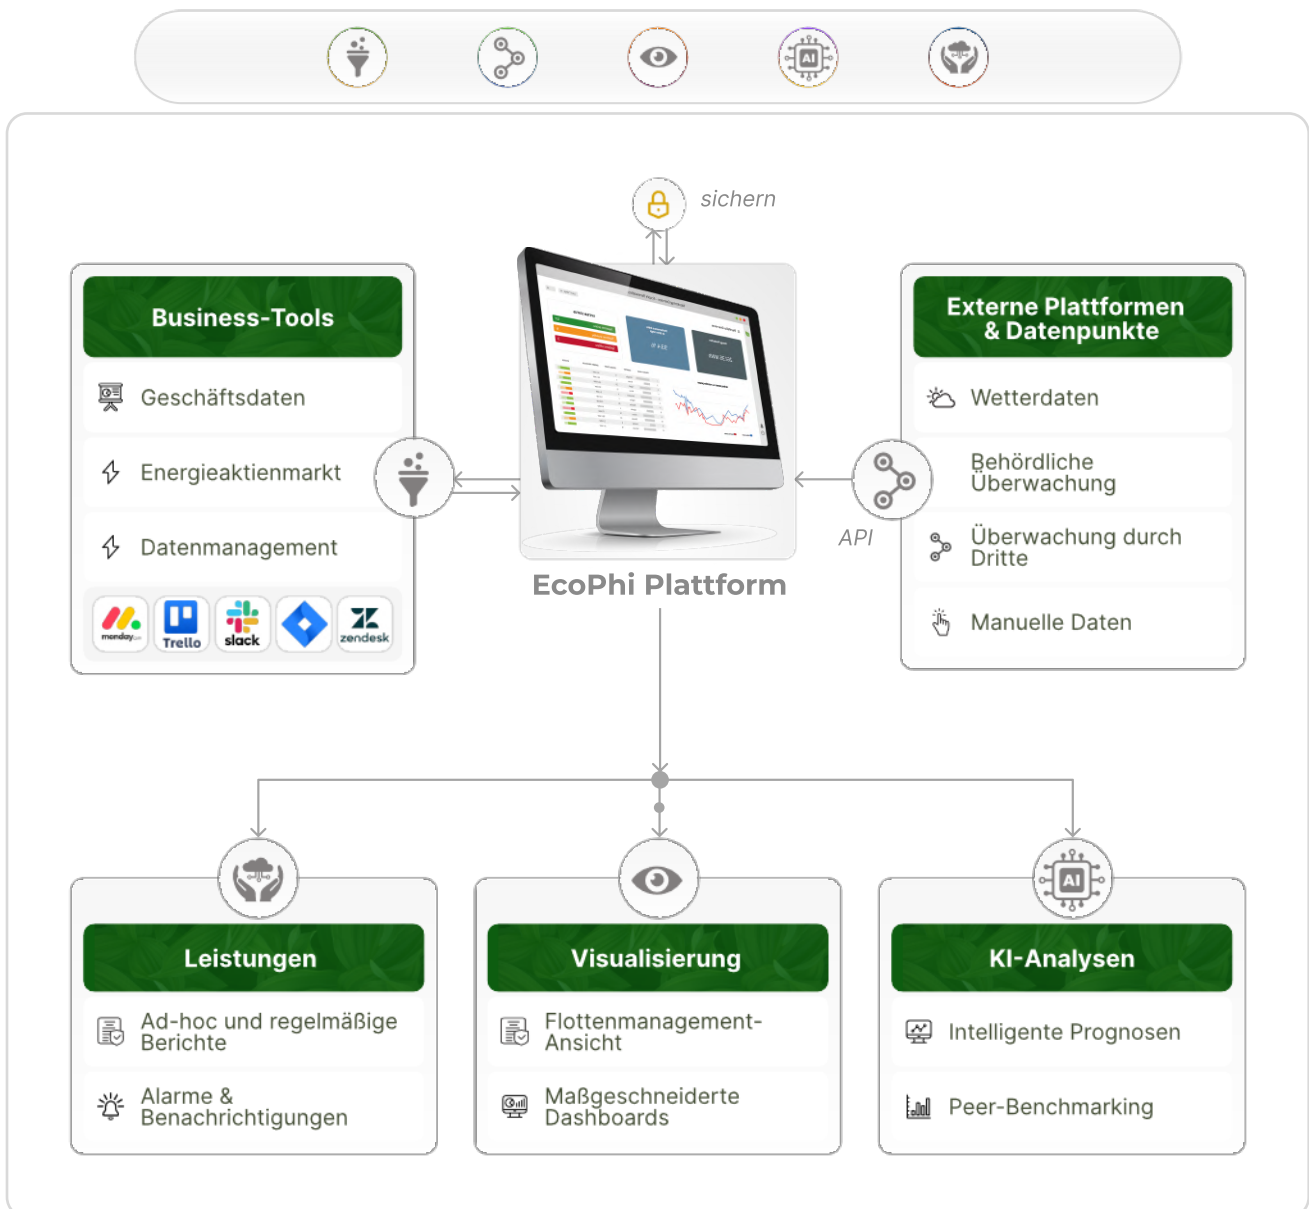 sichern
Business-Tools
Geschäftsdaten
Energieaktienmarkt
Datenmanagement
monday
Trello
slack
zendesk
Externe Plattformen
& Datenpunkte
Wetterdaten
Behördliche
Überwachung
Überwachung durch
Dritte
Manuelle Daten
API
EcoPhi Plattform
Leistungen
Ad-hoc und regelmäßige
Berichte
Alarme &
Benachrichtigungen
Visualisierung
Flottenmanagement-
Ansicht
Maßgeschneiderte
Dashboards
AI
KI-Analysen
Intelligente Prognosen
Peer-Benchmarking
AI